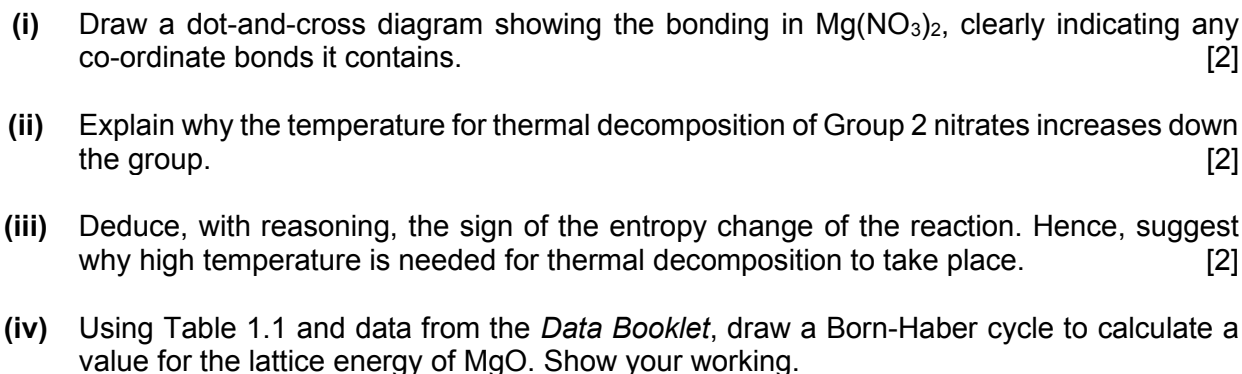 (i) Draw a dot-and-cross diagram showing the bonding in Mg(NO₃)₂, clearly indicating any
co-ordinate bonds it contains. [2]
(ii) Explain why the temperature for thermal decomposition of Group 2 nitrates increases down
the group. [2]
(iii) Deduce, with reasoning, the sign of the entropy change of the reaction. Hence, suggest
why high temperature is needed for thermal decomposition to take place. [2]
(iv) Using Table 1.1 and data from the Data Booklet, draw a Born-Haber cycle to calculate a
value for the lattice energy of MgO. Show your working.